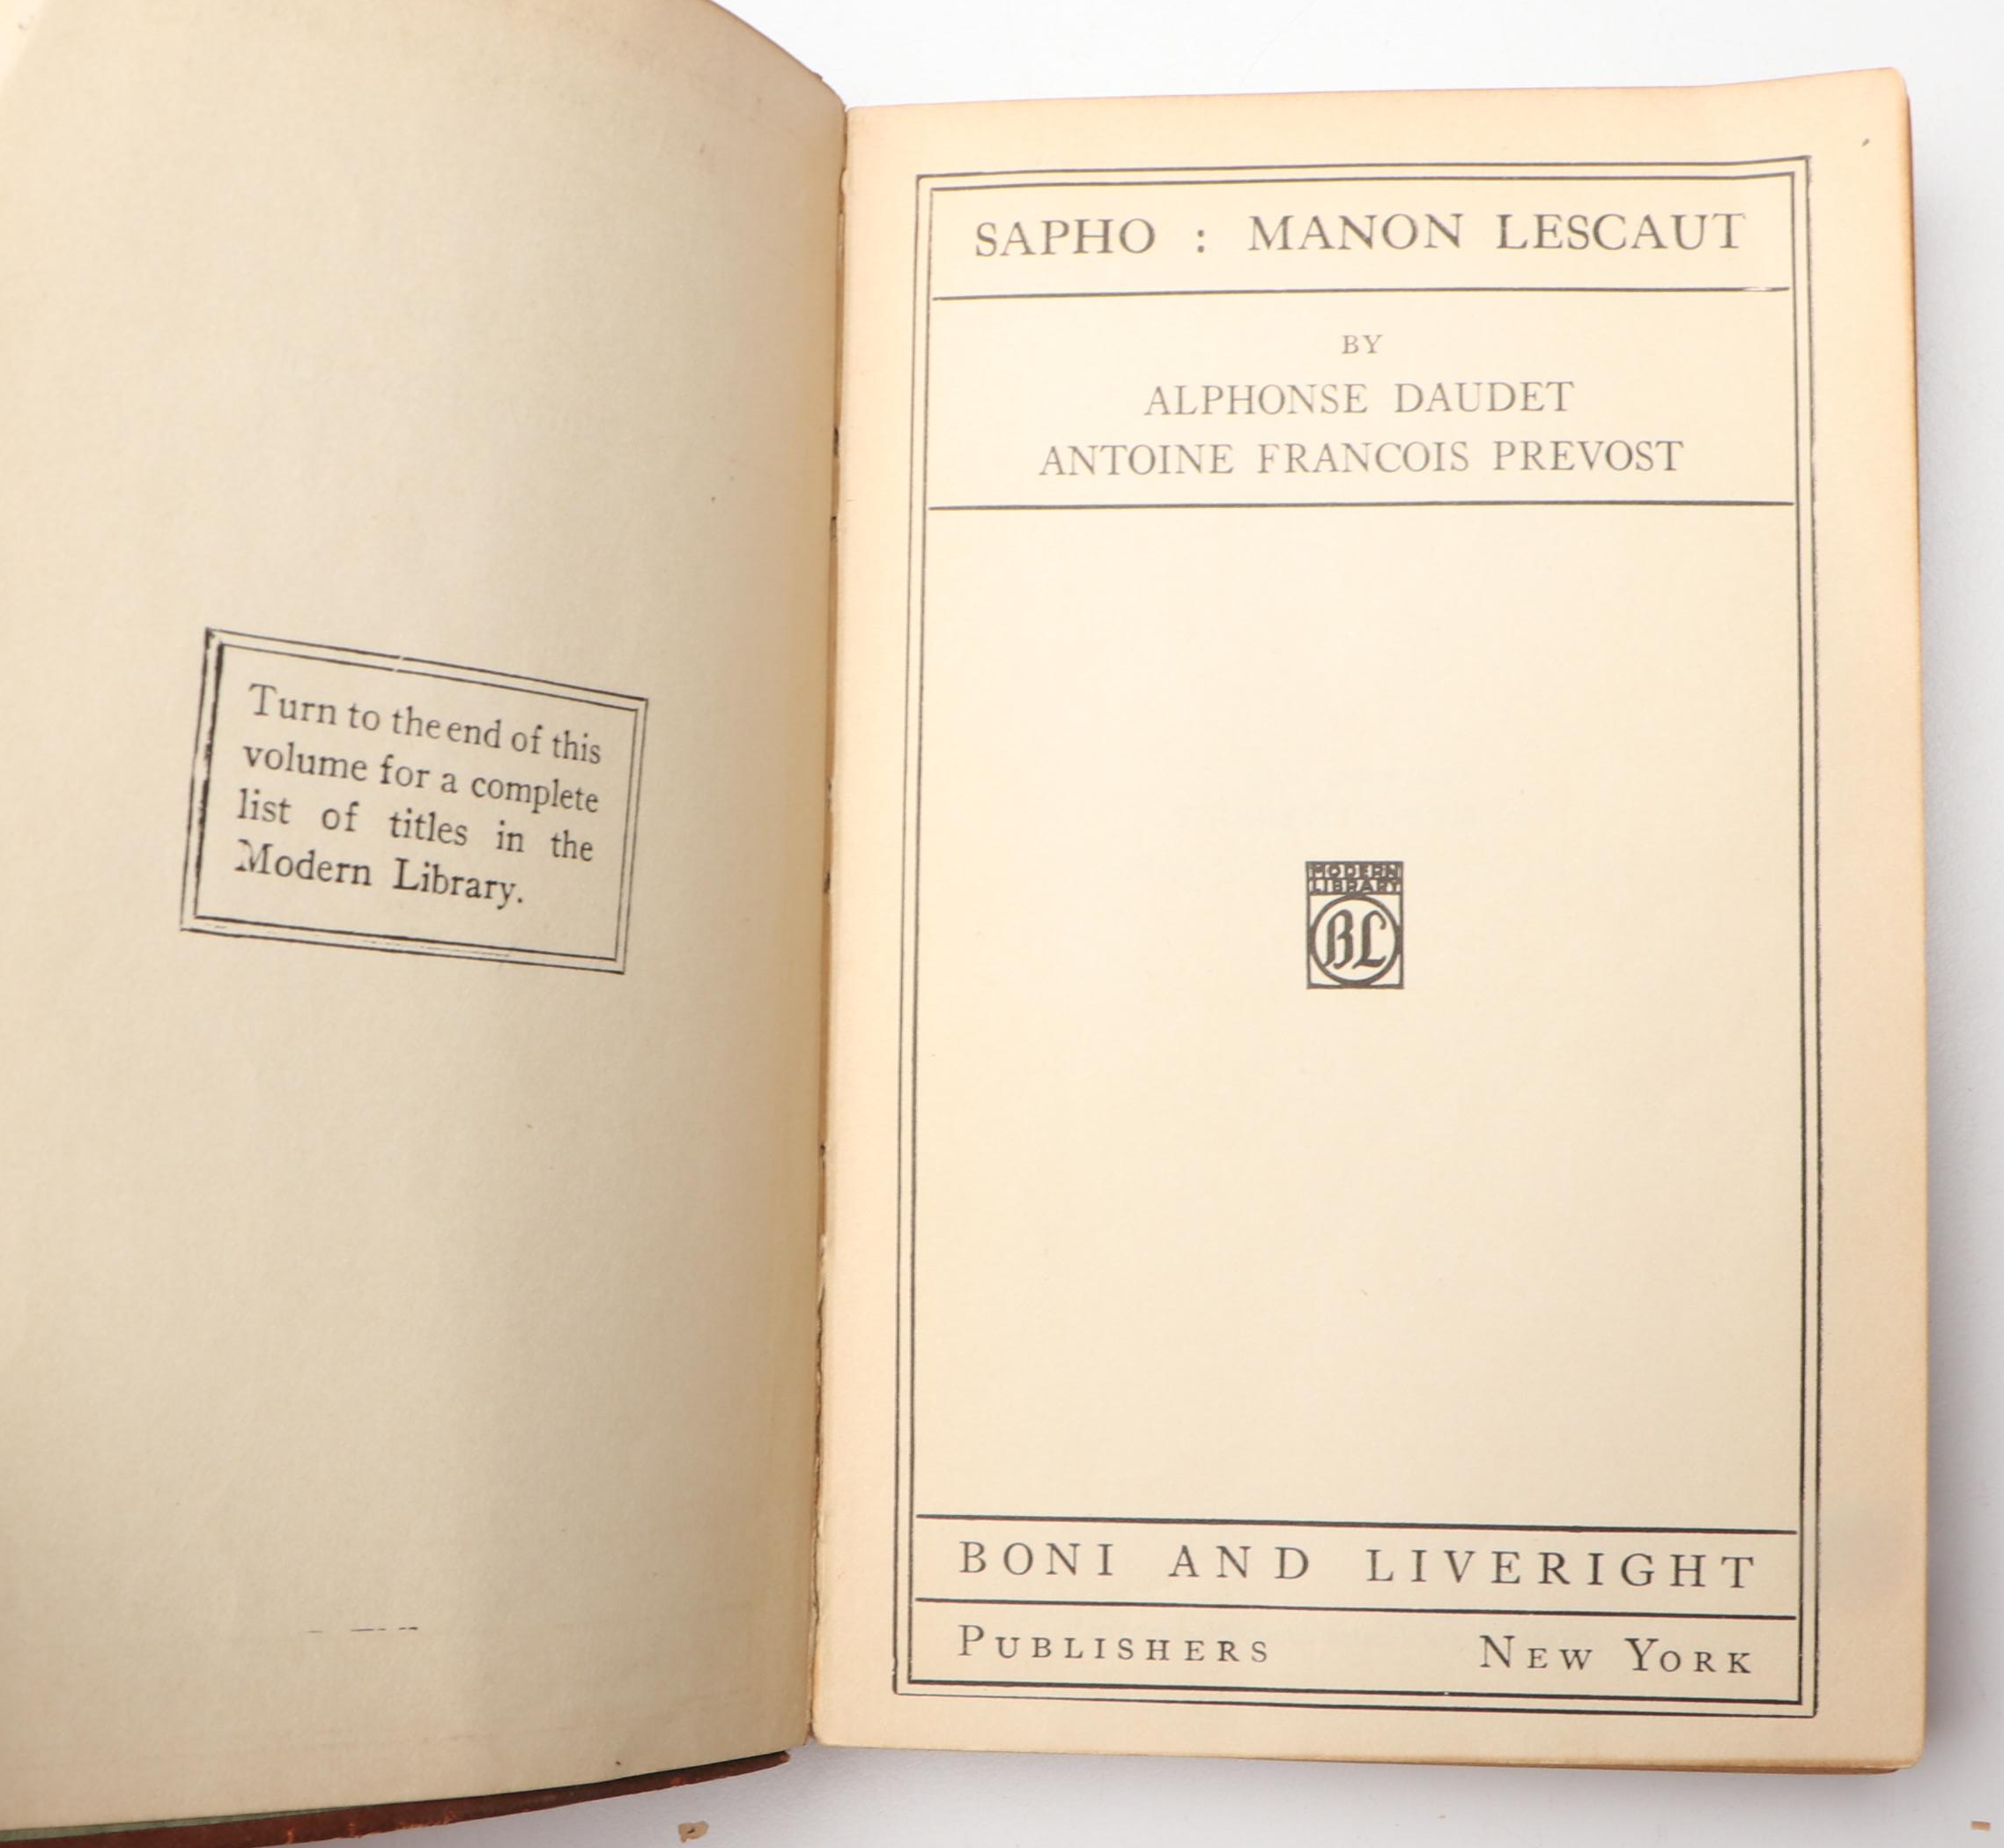 Turn to the end of this
volume for a complete
list of titles in the
Modern Library.
SAPHO : MANON LESCAUT
BY
ALPHONSE DAUDET
ANTOINE FRANCOIS PREVOST
MODERN
LIBRARY
BL
BONI AND LIVERIGHT
PUBLISHERS NEW YORK